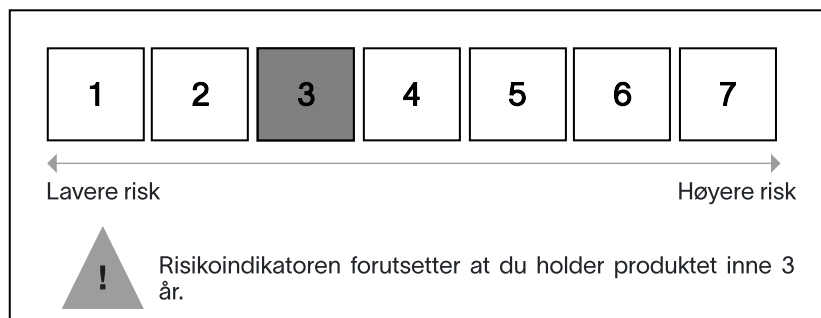 1 2 3 4 5 6 7
Lavere risk Høyere risk
! Risikoindikatoren forutsetter at du holder produktet inne 3
år.